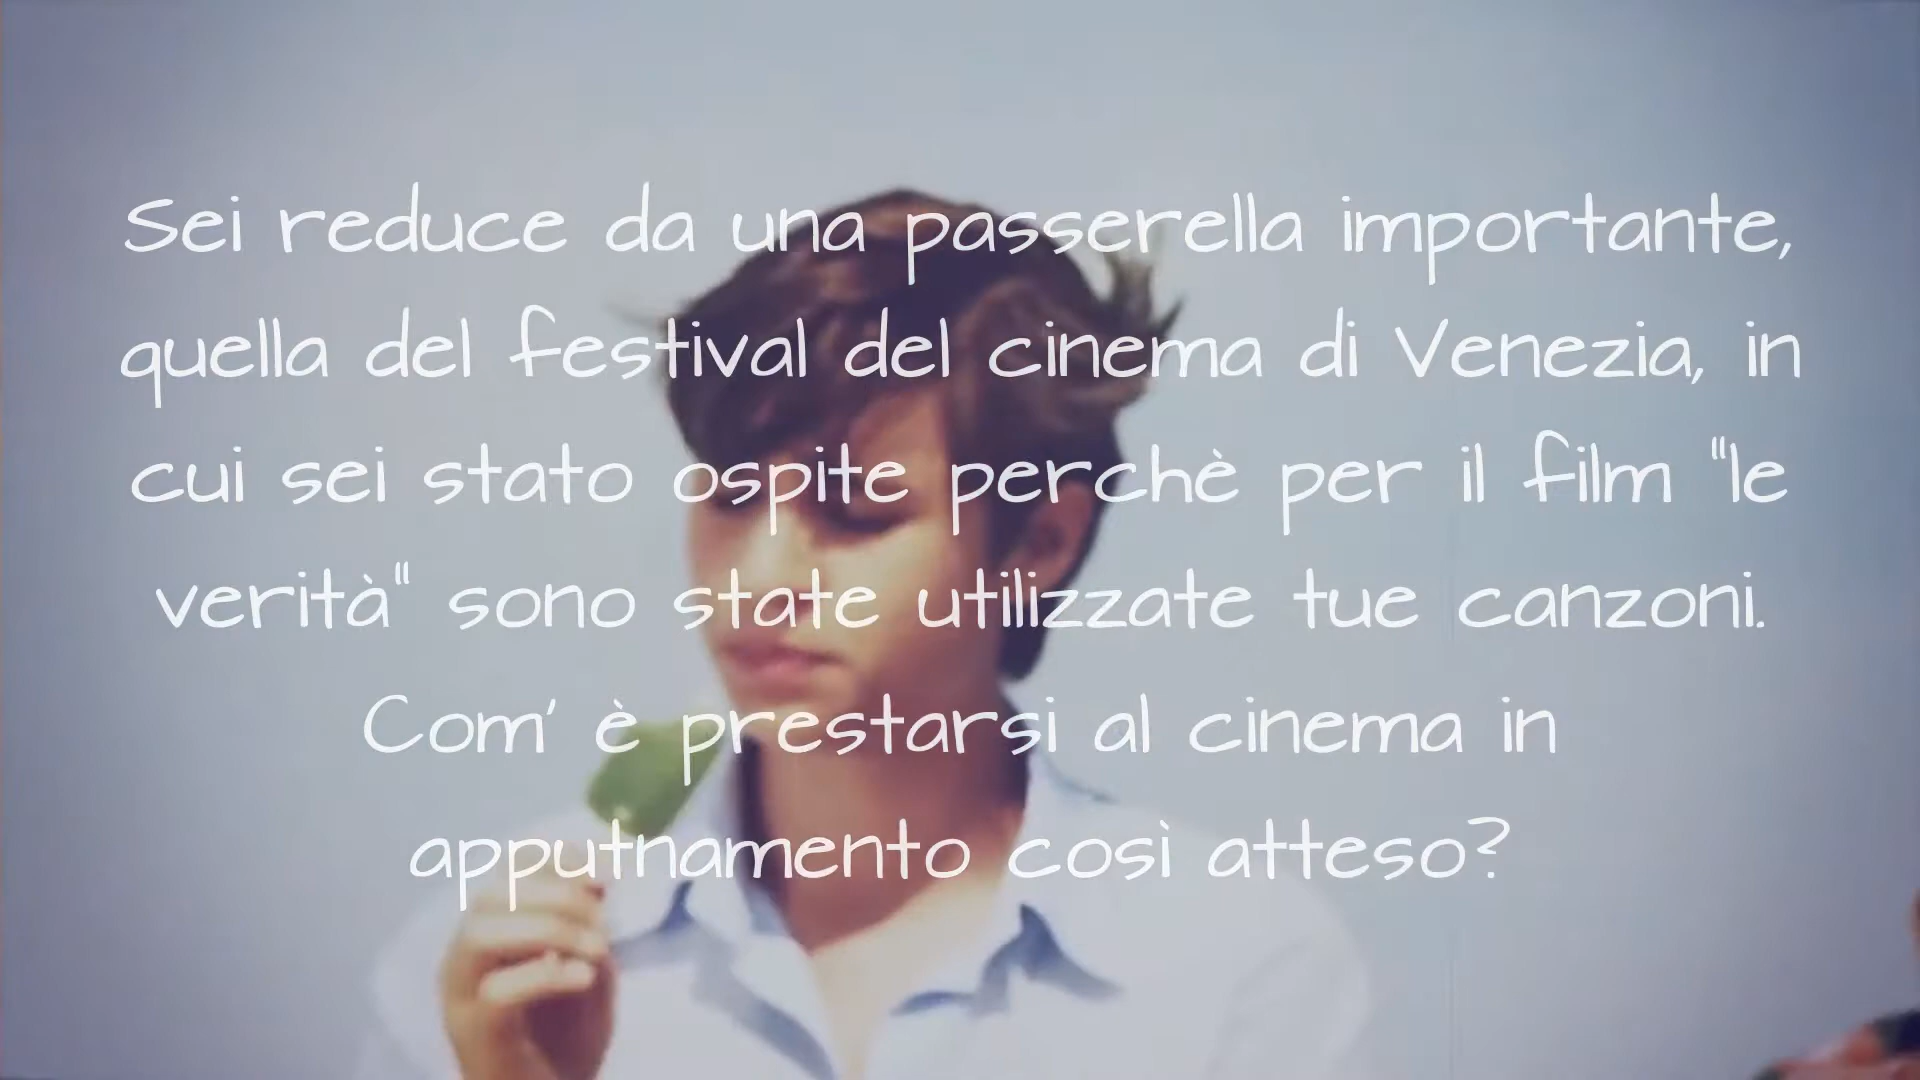 Sei reduce da una passerella importante,
quella del festival del cinema di Venezia, in
cui sei stato ospite perchè per il film "le
verità" sono state utilizzate tue canzoni.
Com' è prestarsi al cinema in
apputnamento così atteso?